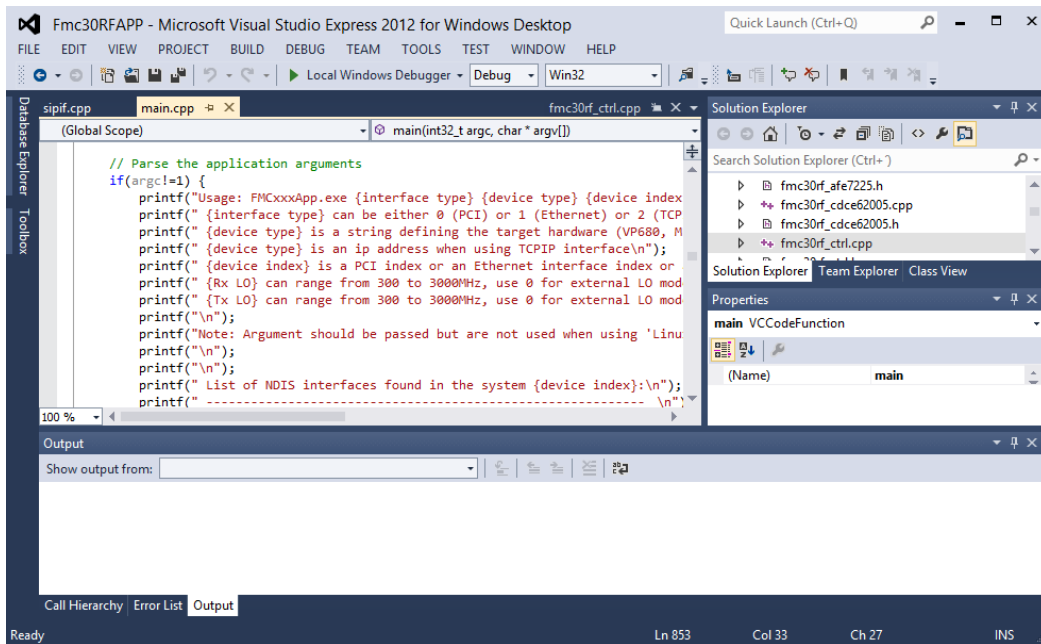 Fmc30RFAPP - Microsoft Visual Studio Express 2012 for Windows Desktop
Quick Launch (Ctrl+Q)
FILE EDIT VIEW PROJECT BUILD DEBUG TEAM TOOLS TEST WINDOW HELP
Local Windows Debugger Debug Win32
Database Explorer
Toolbox
sipif.cpp main.cpp fmc30rf_ctrl.cpp
(Global Scope) main(int32_t argc, char * argv[])
// Parse the application arguments
if(argc!=1) {
printf("Usage: FMCxxxApp.exe {interface type} {device type} {device index
printf(" {interface type} can be either 0 (PCI) or 1 (Ethernet) or 2 (TCP
printf(" {device type} is a string defining the target hardware (VP680, M
printf(" {device type} is an ip address when using TCPIP interface\n");
printf(" {device index} is a PCI index or an Ethernet interface index or
printf(" {Rx LO} can range from 300 to 3000MHz, use 0 for external LO mod
printf(" {Tx LO} can range from 300 to 3000MHz, use 0 for external LO mod
printf("\n");
printf("Note: Argument should be passed but are not used when using 'Linu
printf("\n");
printf("\n");
printf(" List of NDIS interfaces found in the system {device index}:\n");
printf(" --------------------------------------------------------- \n")
100 %
Solution Explorer
Search Solution Explorer (Ctrl+¨)
fmc30rf_afe7225.h
fmc30rf_cdce62005.cpp
fmc30rf_cdce62005.h
fmc30rf_ctrl.cpp
Solution Explorer Team Explorer Class View
Properties
main VCCodeFunction
(Name) main
Output
Show output from:
Call Hierarchy Error List Output
Ready Ln 853 Col 33 Ch 27 INS